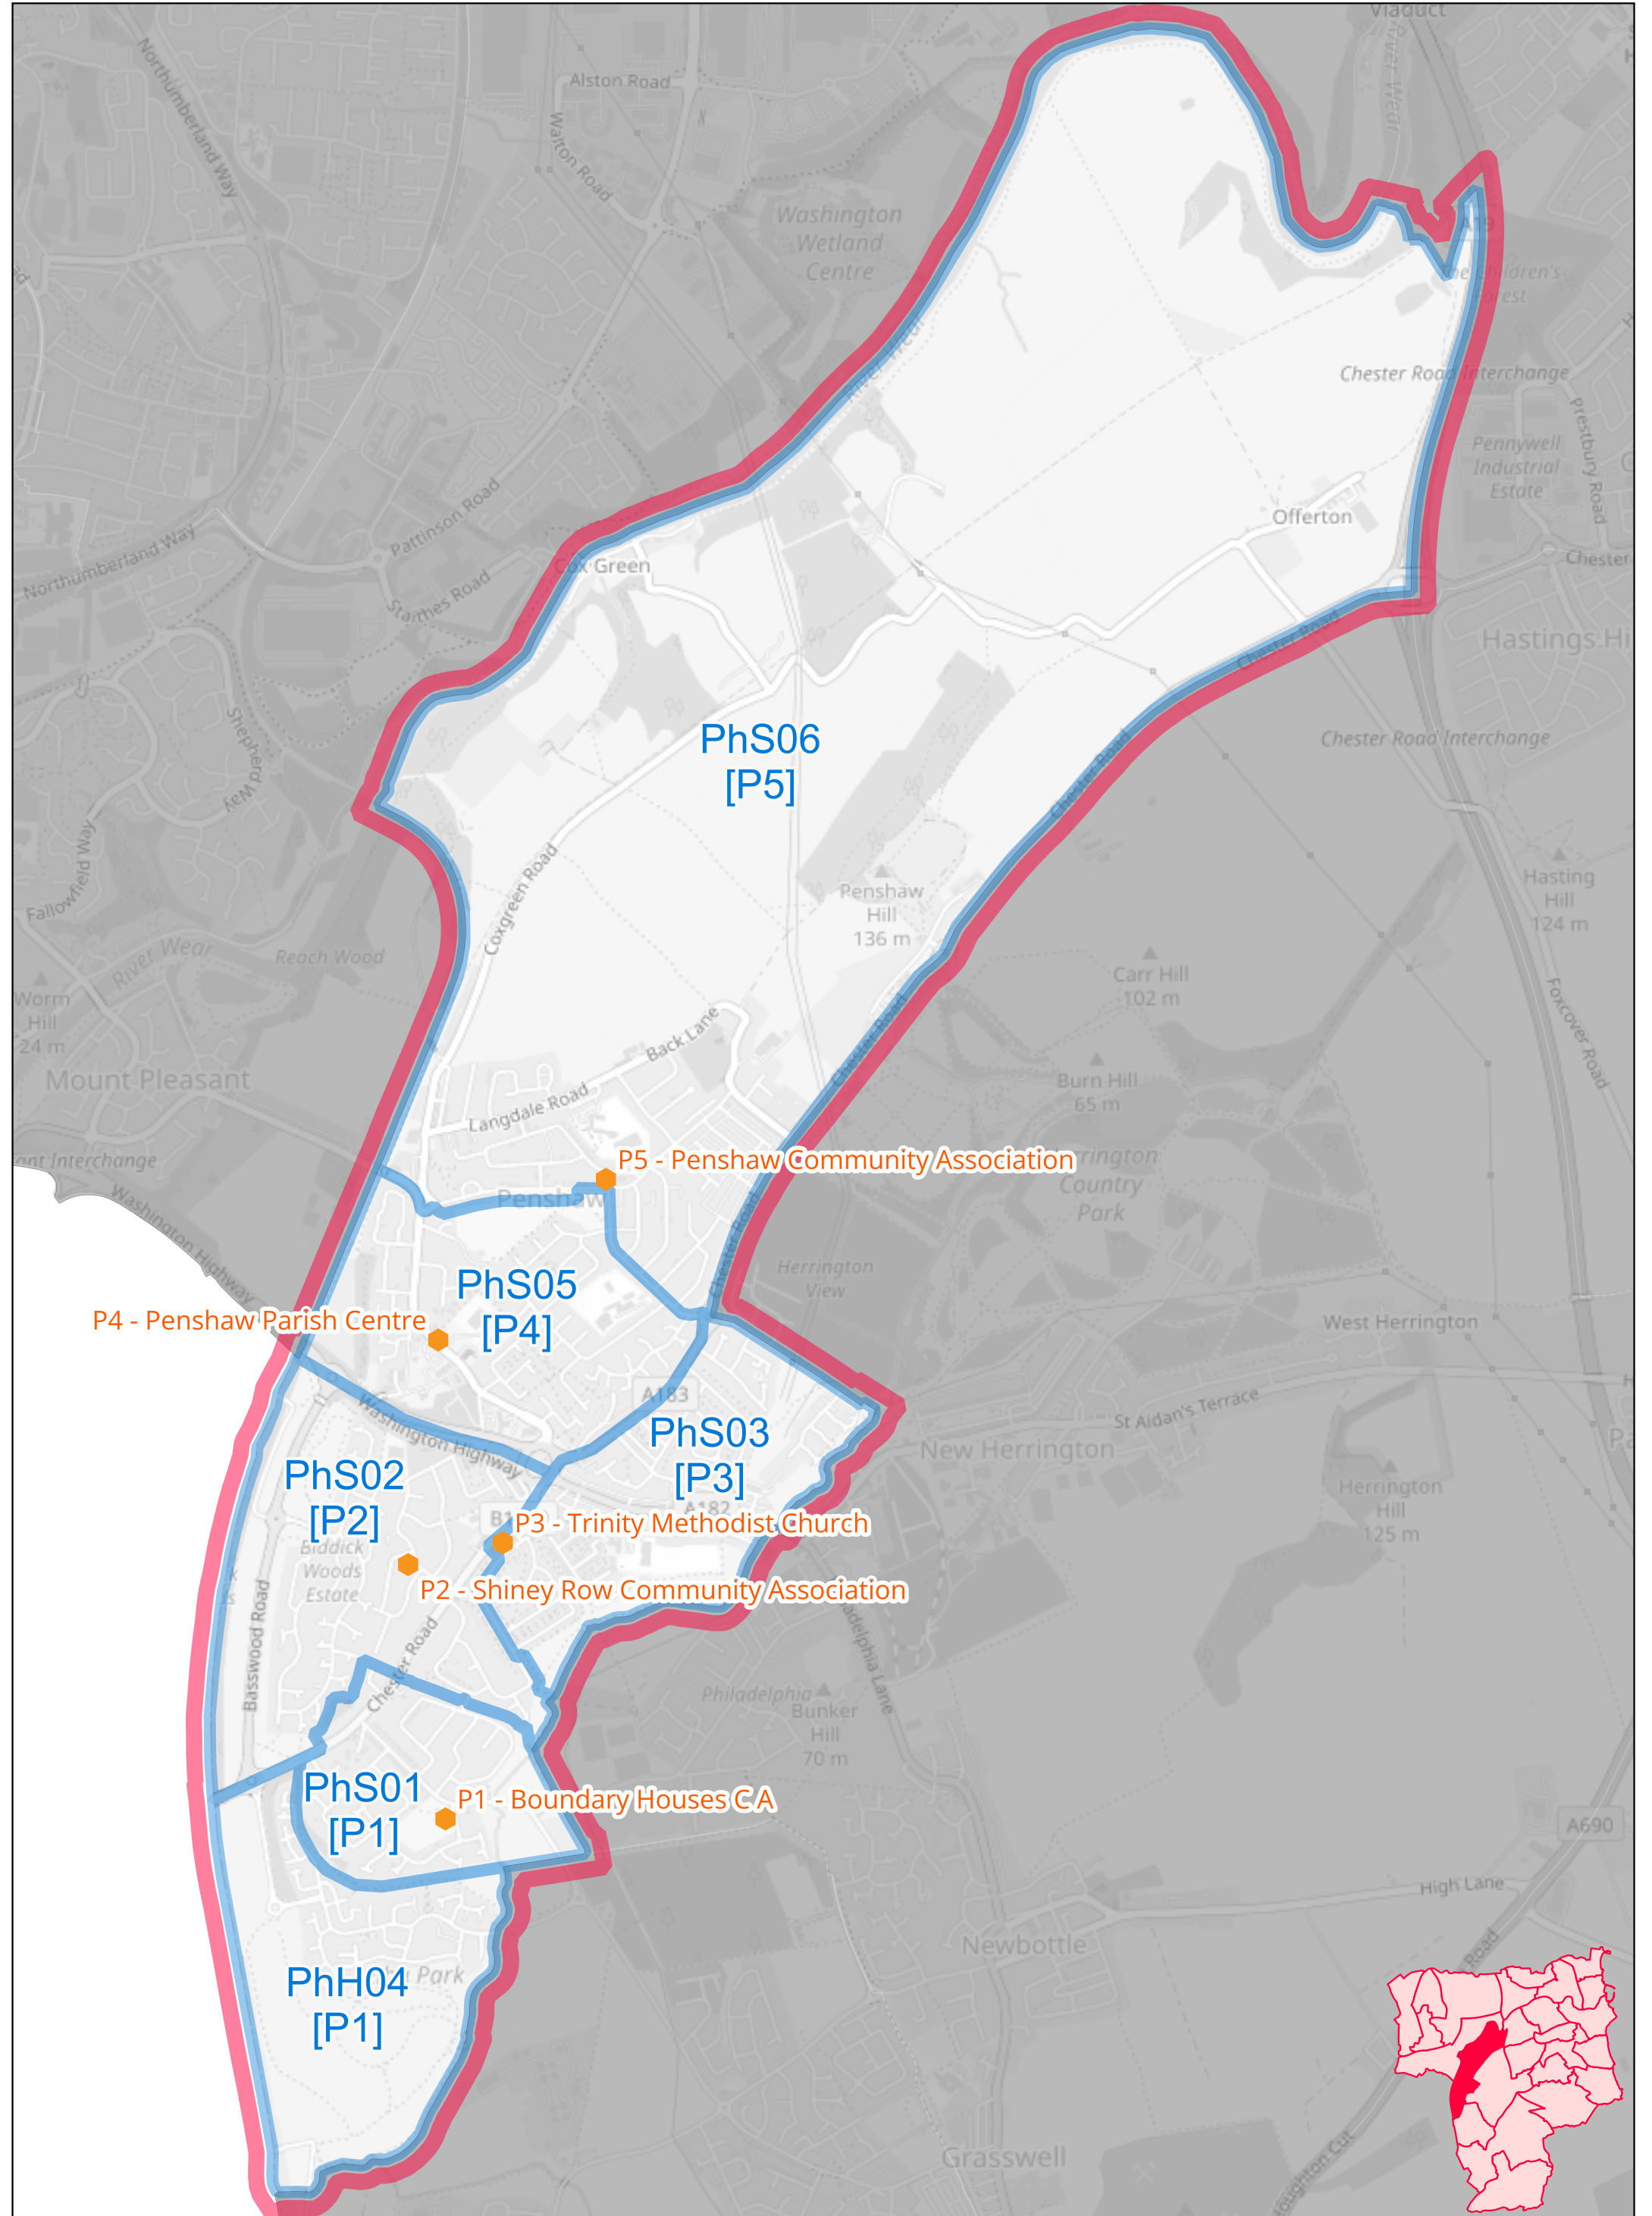 Viaduct
River Wear
Northumberland Way
Alston Road
Walton Road
Washington
Wetland
Centre
A19
The Children's
Forest
Chester Road Interchange
Prestbury Road
Pennywell
Industrial
Estate
Pattinson Road
Northumberland Way
Staithes Road
Cox Green
Offerton
Chester
Chester Road
Shepherd Way
PhS06
[P5]
Chester Road Interchange
Chester Road
Fallowfield Way
Coxgreen Road
Penshaw
Hill
136 m
Hasting
Hill
124 m
River Wear
Reach Wood
Worm
Hill
24 m
Carr Hill
102 m
Foxcover Road
Chester Road
Back Lane
Mount Pleasant
Burn Hill
65 m
Langdale Road
P5 - Penshaw Community Association
Country
Park
Penshaw
Washington Highway
Chester Road
Herrington
View
PhS05
[P4]
P4 - Penshaw Parish Centre
West Herrington
A183
St Aidan's Terrace
PhS03
[P3]
New Herrington
Washington Highway
PhS02
[P2]
A182
Herrington
Hill
125 m
P3 - Trinity Methodist Church
Biddick
Woods
Estate
P2 - Shiney Row Community Association
Basswood Road
Chester Road
Philadelphia
Bunker
Hill
70 m
PhS01
[P1]
P1 - Boundary Houses C A
A690
High Lane
Newbottle
PhH04
[P1]
Park
Road
Grasswell